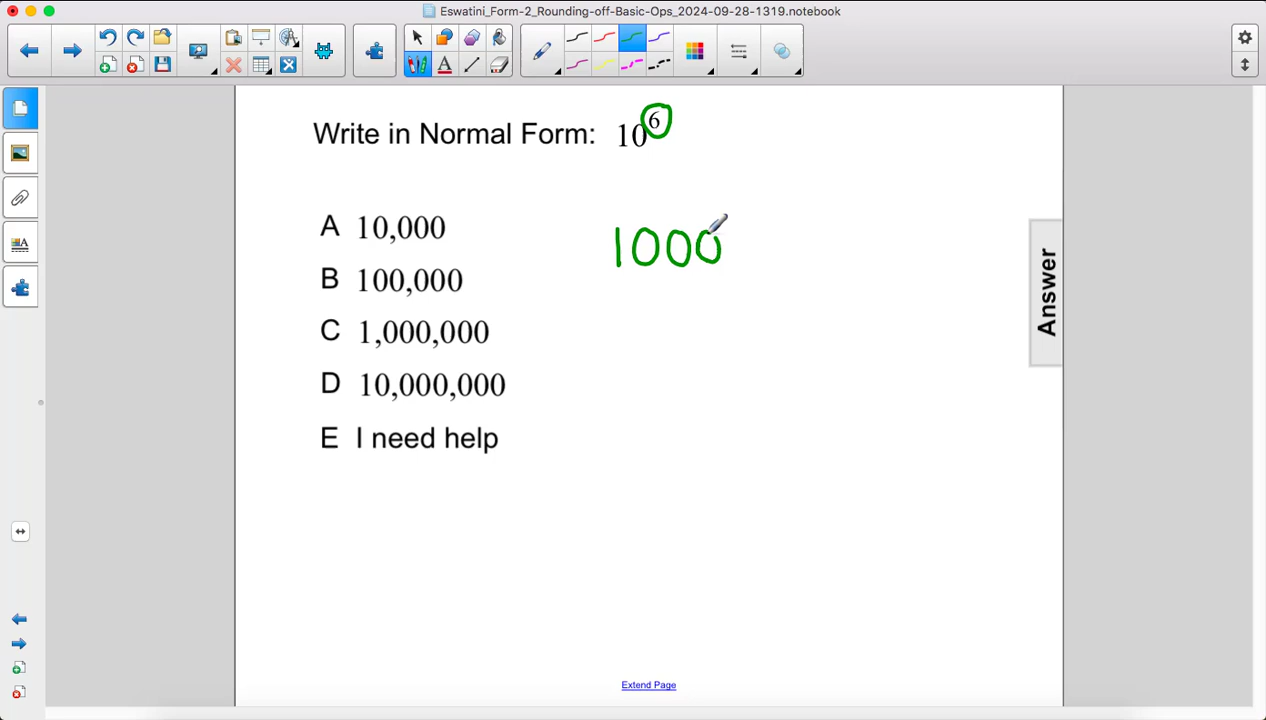 Eswatini_Form-2_Rounding-off-Basic-Ops_2024-09-28-1319.notebook
A
Write in Normal Form: 10⁶
A 10,000
1000
B 100,000
C 1,000,000
D 10,000,000
E I need help
Answer
Extend Page